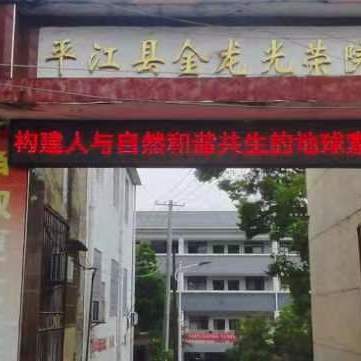 平江县金龙光荣院
构建人与自然和谐共生的地球家